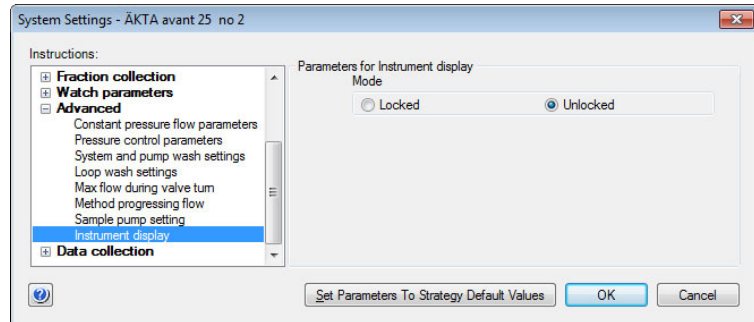 System Settings - ÄKTA avant 25 no 2
Instructions:
Fraction collection
Watch parameters
Advanced
Constant pressure flow parameters
Pressure control parameters
System and pump wash settings
Loop wash settings
Max flow during valve turn
Method progressing flow
Sample pump setting
Instrument display
Data collection
Parameters for Instrument display
Mode
Locked Unlocked
Set Parameters To Strategy Default Values OK Cancel